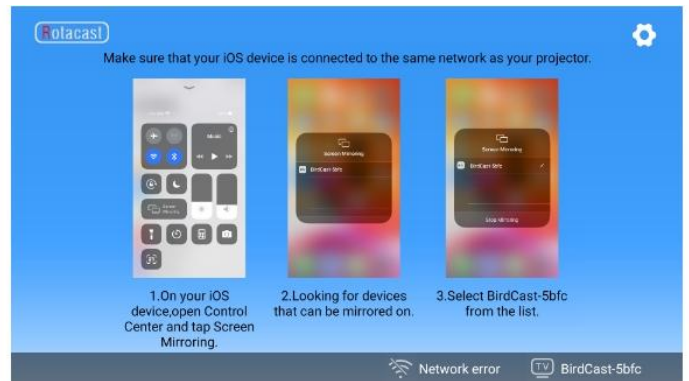 Rotacast
Make sure that your iOS device is connected to the same network as your projector.
Music
Screen
Mirroring
Screen Mirroring
BirdCast-5bfc
Screen Mirroring
BirdCast-5bfc
Stop Mirroring
1.On your iOS
device,open Control
Center and tap Screen
Mirroring.
2.Looking for devices
that can be mirrored on.
3.Select BirdCast-5bfc
from the list.
Network error
TV
BirdCast-5bfc